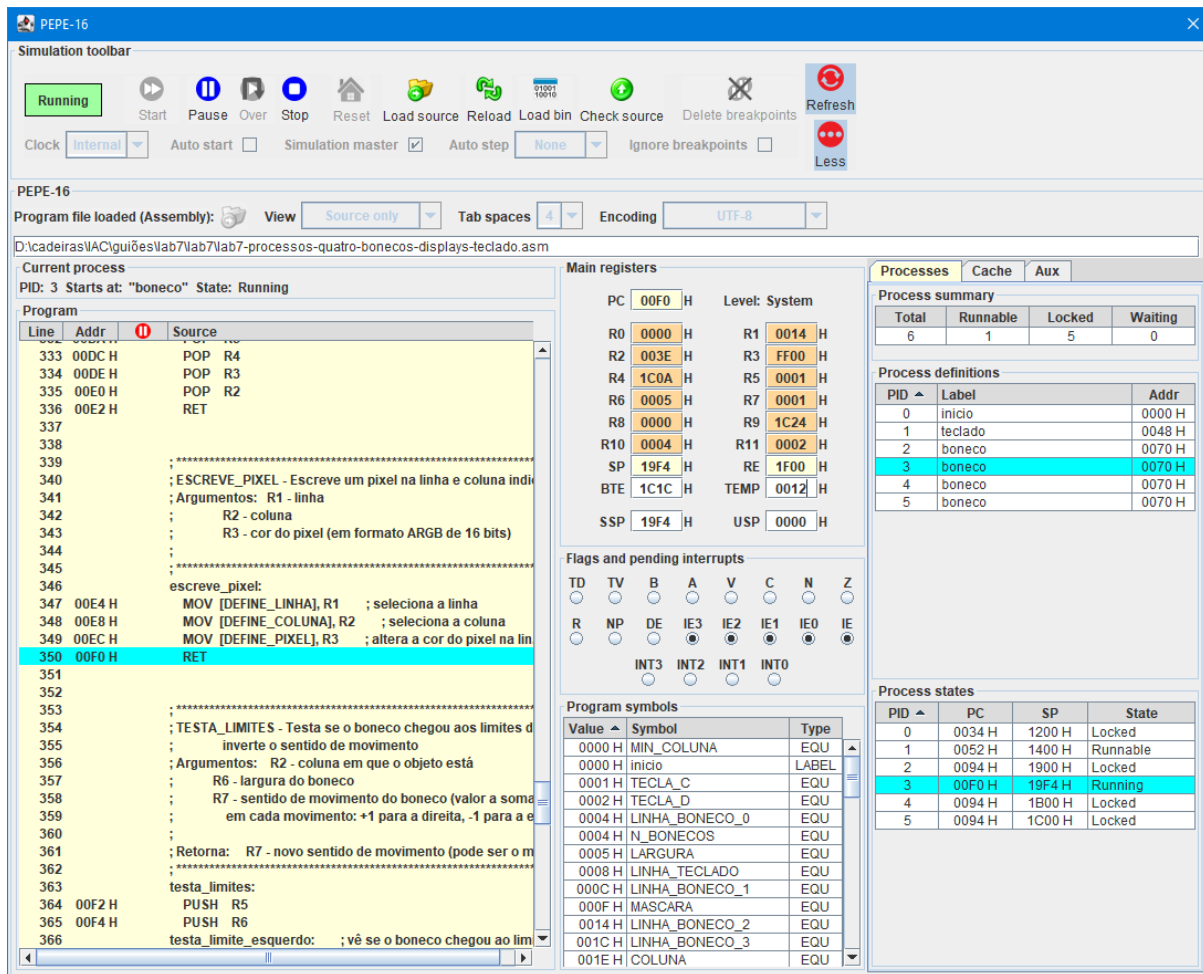 PEPE-16
Simulation toolbar
Running
Start Pause Over Stop Reset Load source Reload Load bin Check source Delete breakpoints Refresh
Clock Internal Auto start Simulation master Auto step None Ignore breakpoints Less
PEPE-16
Program file loaded (Assembly): View Source only Tab spaces 4 Encoding UTF-8
D:\cadeiras\IAC\guiões\lab7\lab7\lab7-processos-quatro-bonecos-displays-teclado.asm
Current process
PID: 3 Starts at: "boneco" State: Running
Program
Line Addr Source
333 00DC H POP R4
334 00DE H POP R3
335 00E0 H POP R2
336 00E2 H RET
337
338
339 ; **********************************************************************
340 ; ESCREVE_PIXEL - Escreve um pixel na linha e coluna indi
341 ; Argumentos: R1 - linha
342 ; R2 - coluna
343 ; R3 - cor do pixel (em formato ARGB de 16 bits)
344 ;
345 ; **********************************************************************
346 escreve_pixel:
347 00E4 H MOV [DEFINE_LINHA], R1 ; seleciona a linha
348 00E8 H MOV [DEFINE_COLUNA], R2 ; seleciona a coluna
349 00EC H MOV [DEFINE_PIXEL], R3 ; altera a cor do pixel na lin
350 00F0 H RET
351
352
353 ; **********************************************************************
354 ; TESTA_LIMITES - Testa se o boneco chegou aos limites d
355 ; inverte o sentido de movimento
356 ; Argumentos: R2 - coluna em que o objeto está
357 ; R6 - largura do boneco
358 ; R7 - sentido de movimento do boneco (valor a soma
359 ; em cada movimento: +1 para a direita, -1 para a e
360 ;
361 ; Retorna: R7 - novo sentido de movimento (pode ser o m
362 ; **********************************************************************
363 testa_limites:
364 00F2 H PUSH R5
365 00F4 H PUSH R6
366 testa_limite_esquerdo: ; vê se o boneco chegou ao lim
Main registers
PC 00F0 H Level: System
R0 0000 H R1 0014 H
R2 003E H R3 FF00 H
R4 1C0A H R5 0001 H
R6 0005 H R7 0001 H
R8 0000 H R9 1C24 H
R10 0004 H R11 0002 H
SP 19F4 H RE 1F00 H
BTE 1C1C H TEMP 0012 H
SSP 19F4 H USP 0000 H
Flags and pending interrupts
TD TV B A V C N Z
R NP DE IE3 IE2 IE1 IE0 IE
INT3 INT2 INT1 INT0
Program symbols
Value Symbol Type
0000 H MIN_COLUNA EQU
0000 H inicio LABEL
0001 H TECLA_C EQU
0002 H TECLA_D EQU
0004 H LINHA_BONECO_0 EQU
0004 H N_BONECOS EQU
0005 H LARGURA EQU
0008 H LINHA_TECLADO EQU
000C H LINHA_BONECO_1 EQU
000F H MASCARA EQU
0014 H LINHA_BONECO_2 EQU
001C H LINHA_BONECO_3 EQU
001E H COLUNA EQU
Processes Cache Aux
Process summary
Total Runnable Locked Waiting
6 1 5 0
Process definitions
PID Label Addr
0 inicio 0000 H
1 teclado 0048 H
2 boneco 0070 H
3 boneco 0070 H
4 boneco 0070 H
5 boneco 0070 H
Process states
PID PC SP State
0 0034 H 1200 H Locked
1 0052 H 1400 H Runnable
2 0094 H 1900 H Locked
3 00F0 H 19F4 H Running
4 0094 H 1B00 H Locked
5 0094 H 1C00 H Locked